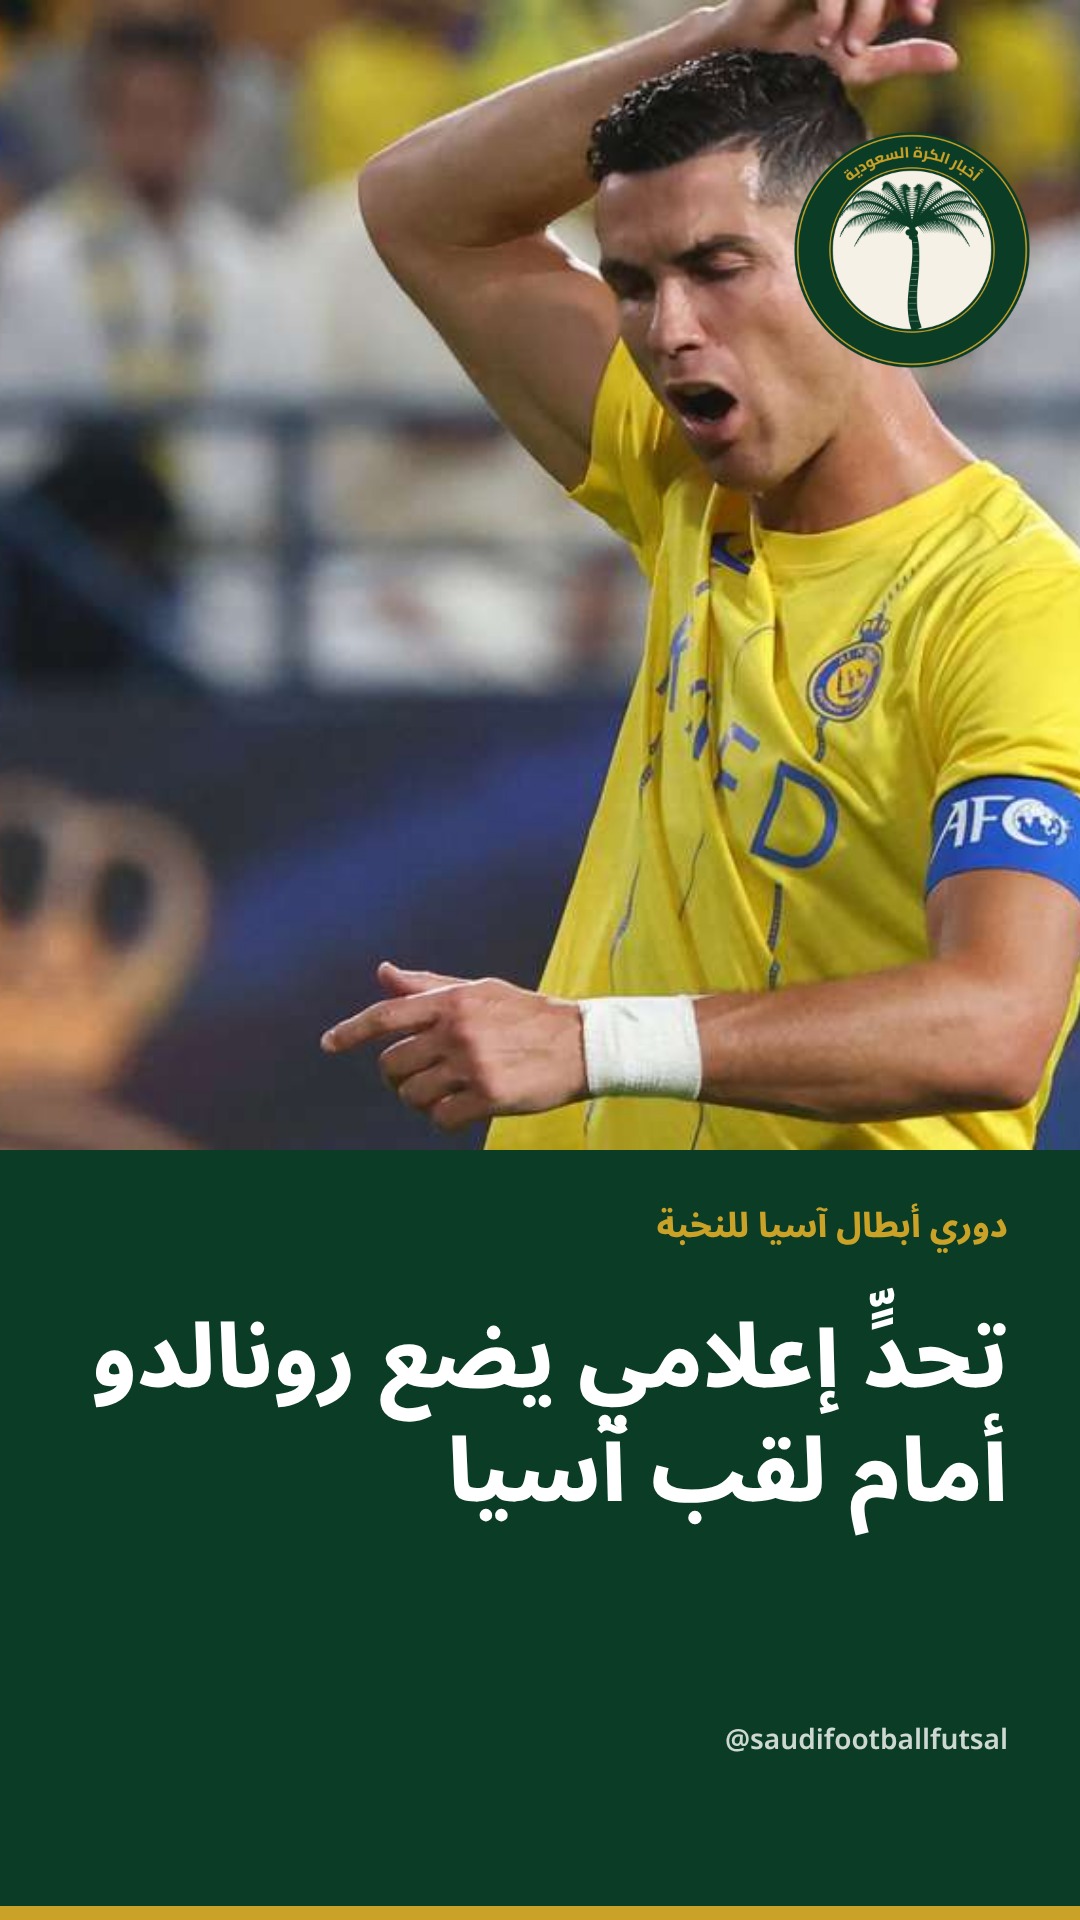 أخبار الكرة السعودية
AFC
دوري أبطال آسيا للنخبة
تحدٍّ إعلامي يضع رونالدو
أمام لقب آسيا
@saudifootballfutsal